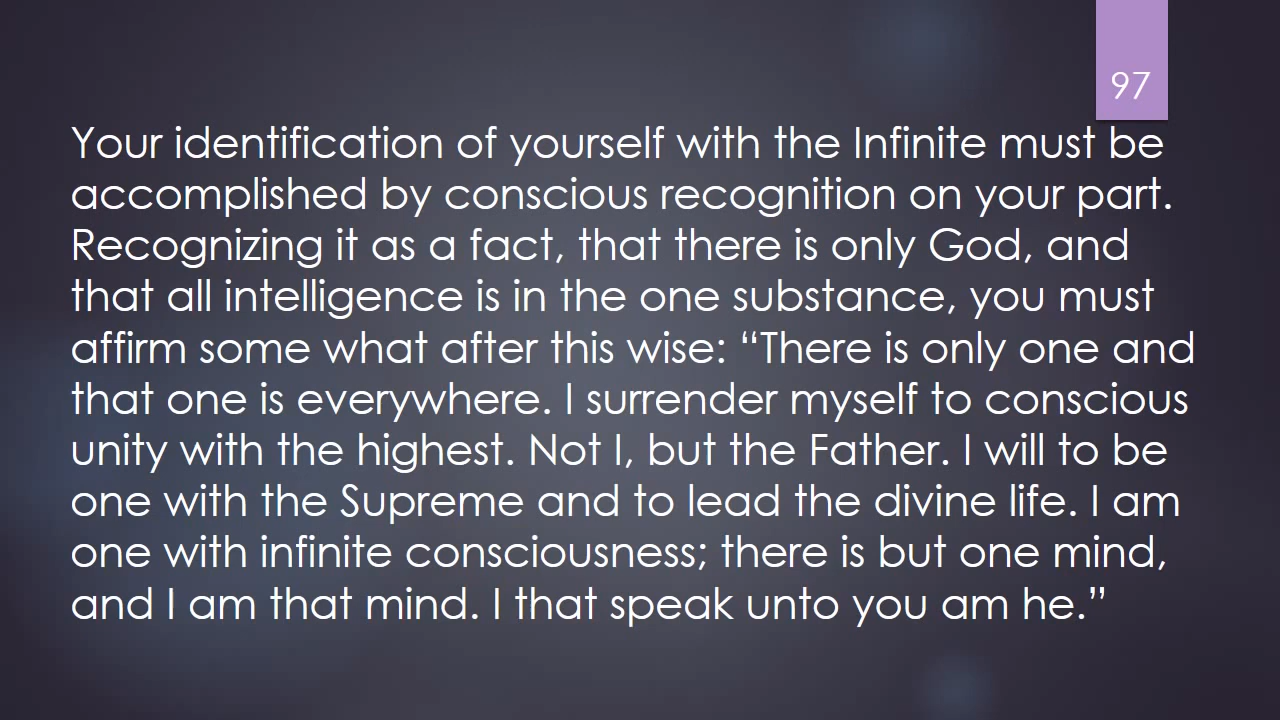 97
Your identification of yourself with the Infinite must be
accomplished by conscious recognition on your part.
Recognizing it as a fact, that there is only God, and
that all intelligence is in the one substance, you must
affirm some what after this wise: “There is only one and
that one is everywhere. I surrender myself to conscious
unity with the highest. Not I, but the Father. I will to be
one with the Supreme and to lead the divine life. I am
one with infinite consciousness; there is but one mind,
and I am that mind. I that speak unto you am he.”